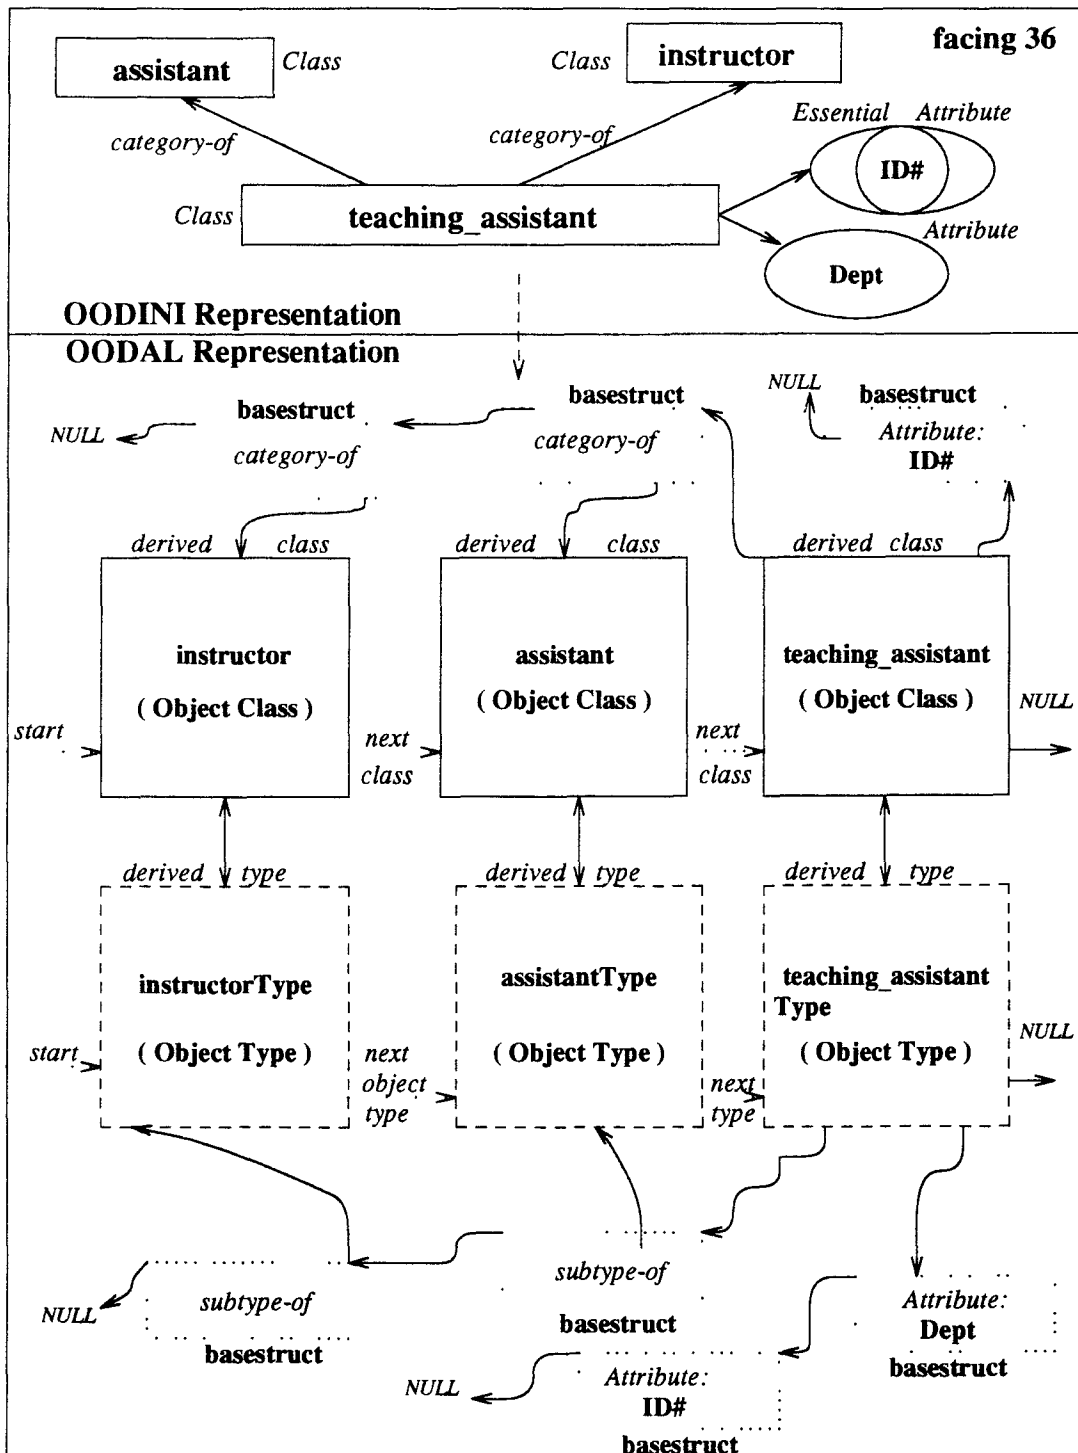 facing 36
assistant Class Class instructor
Essential Attribute
category-of category-of
ID#
Class teaching_assistant
Attribute
Dept
OODINI Representation
OODAL Representation
NULL basestruct
basestruct basestruct
NULL category-of category-of Attribute:
ID#
derived class derived class derived class
instructor assistant teaching_assistant
( Object Class ) ( Object Class ) ( Object Class )
NULL
start next next
class class
derived type derived type derived type
instructorType assistantType teaching_assistant
Type
( Object Type ) ( Object Type ) ( Object Type )
NULL
start next next
object type
type
subtype-of
subtype-of Attribute:
NULL Dept
basestruct basestruct basestruct
Attribute:
NULL ID#
basestruct